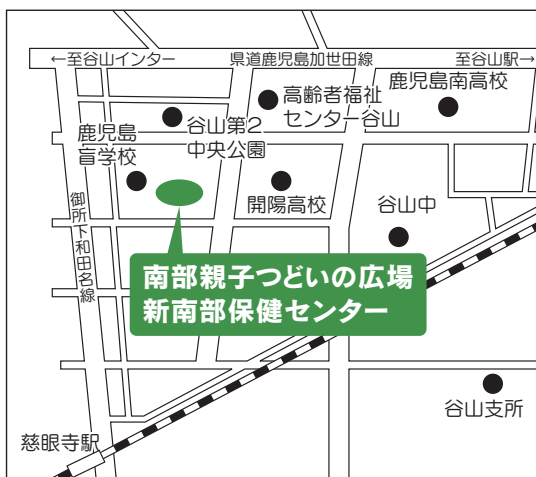 ←至谷山インター
県道鹿児島加世田線
至谷山駅→
鹿児島南高校
高齢者福祉
センター谷山
谷山第2
中央公園
鹿児島
盲学校
開陽高校
谷山中
御所下和田名線
南部親子つどいの広場
新南部保健センター
谷山支所
慈眼寺駅